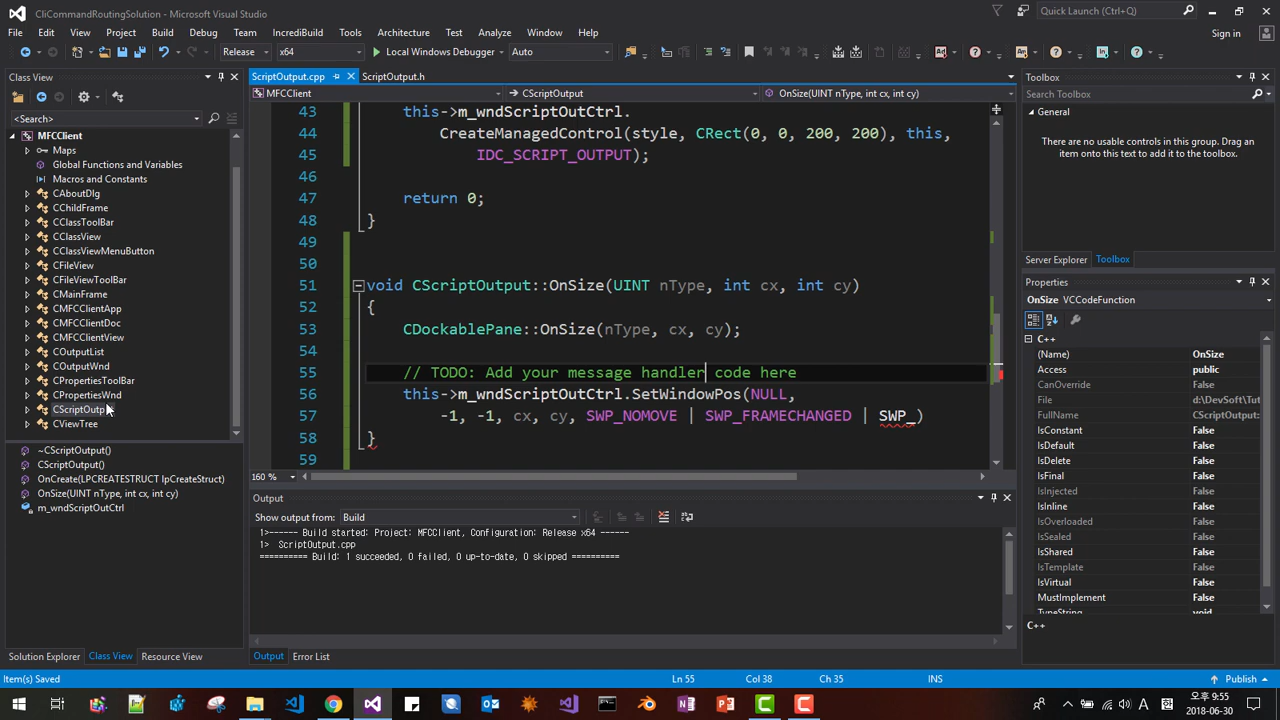 CliCommandRoutingSolution - Microsoft Visual Studio
Quick Launch (Ctrl+Q)
File Edit View Project Build Debug Team IncrediBuild Tools Architecture Test Analyze Window Help
Sign in
Release x64 Local Windows Debugger Auto
Class View
ScriptOutput.cpp ScriptOutput.h
Toolbox
<Search>
MFCClient CScriptOutput OnSize(UINT nType, int cx, int cy)
Search Toolbox
General
There are no usable controls in this group. Drag an
item onto this text to add it to the toolbox.
Server Explorer Toolbox
MFCClient
Maps
Global Functions and Variables
Macros and Constants
CAboutDlg
CChildFrame
CClassToolBar
CClassView
CClassViewMenuButton
CFileView
CFileViewToolBar
CMainFrame
CMFCClientApp
CMFCClientDoc
CMFCClientView
COutputList
COutputWnd
CPropertiesToolBar
CPropertiesWnd
CScriptOutp
CViewTree
~CScriptOutput()
CScriptOutput()
OnCreate(LPCREATESTRUCT lpCreateStruct)
OnSize(UINT nType, int cx, int cy)
m_wndScriptOutCtrl
Solution Explorer Class View Resource View
43 this->m_wndScriptOutCtrl.
44 CreateManagedControl(style, CRect(0, 0, 200, 200), this,
45 IDC_SCRIPT_OUTPUT);
46
47 return 0;
48 }
49
50
51 void CScriptOutput::OnSize(UINT nType, int cx, int cy)
52 {
53 CDockablePane::OnSize(nType, cx, cy);
54
55 // TODO: Add your message handler code here
56 this->m_wndScriptOutCtrl.SetWindowPos(NULL,
57 -1, -1, cx, cy, SWP_NOMOVE | SWP_FRAMECHANGED | SWP_)
58 }
59
160 %
Output
Show output from: Build
1>------ Build started: Project: MFCClient, Configuration: Release x64 ------
1> ScriptOutput.cpp
========== Build: 1 succeeded, 0 failed, 0 up-to-date, 0 skipped ==========
Output Error List
Properties
OnSize VCCodeFunction
C++
(Name) OnSize
Access public
CanOverride False
File d:\DevSoft\Tut
FullName CScriptOutput:
IsConstant False
IsDefault False
IsDelete False
IsFinal False
IsInjected False
IsInline False
IsOverloaded False
IsShared False
IsTemplate False
IsVirtual False
MustImplement False
TypeString void
C++
Item(s) Saved Ln 55 Col 38 Ch 35 INS Publish
오후 9:55
2018-06-30